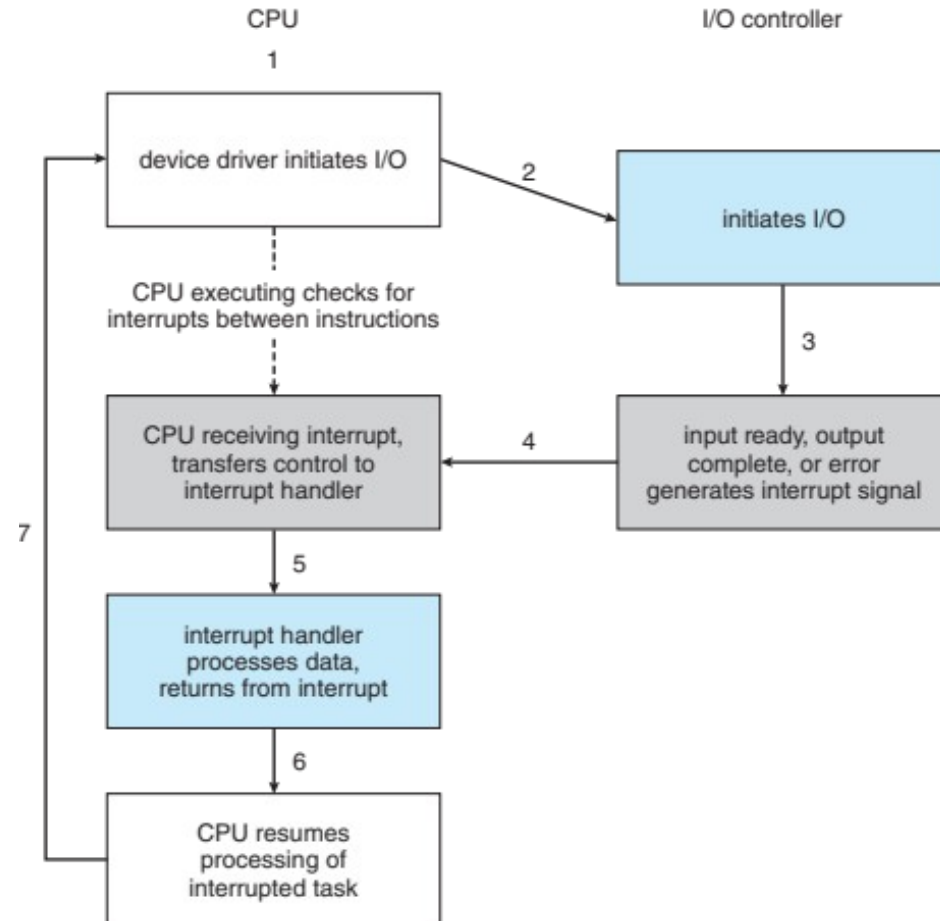 CPU
I/O controller
1
device driver initiates I/O
2
initiates I/O
CPU executing checks for
interrupts between instructions
3
CPU receiving interrupt,
transfers control to
interrupt handler
4
input ready, output
complete, or error
generates interrupt signal
7
5
interrupt handler
processes data,
returns from interrupt
6
CPU resumes
processing of
interrupted task